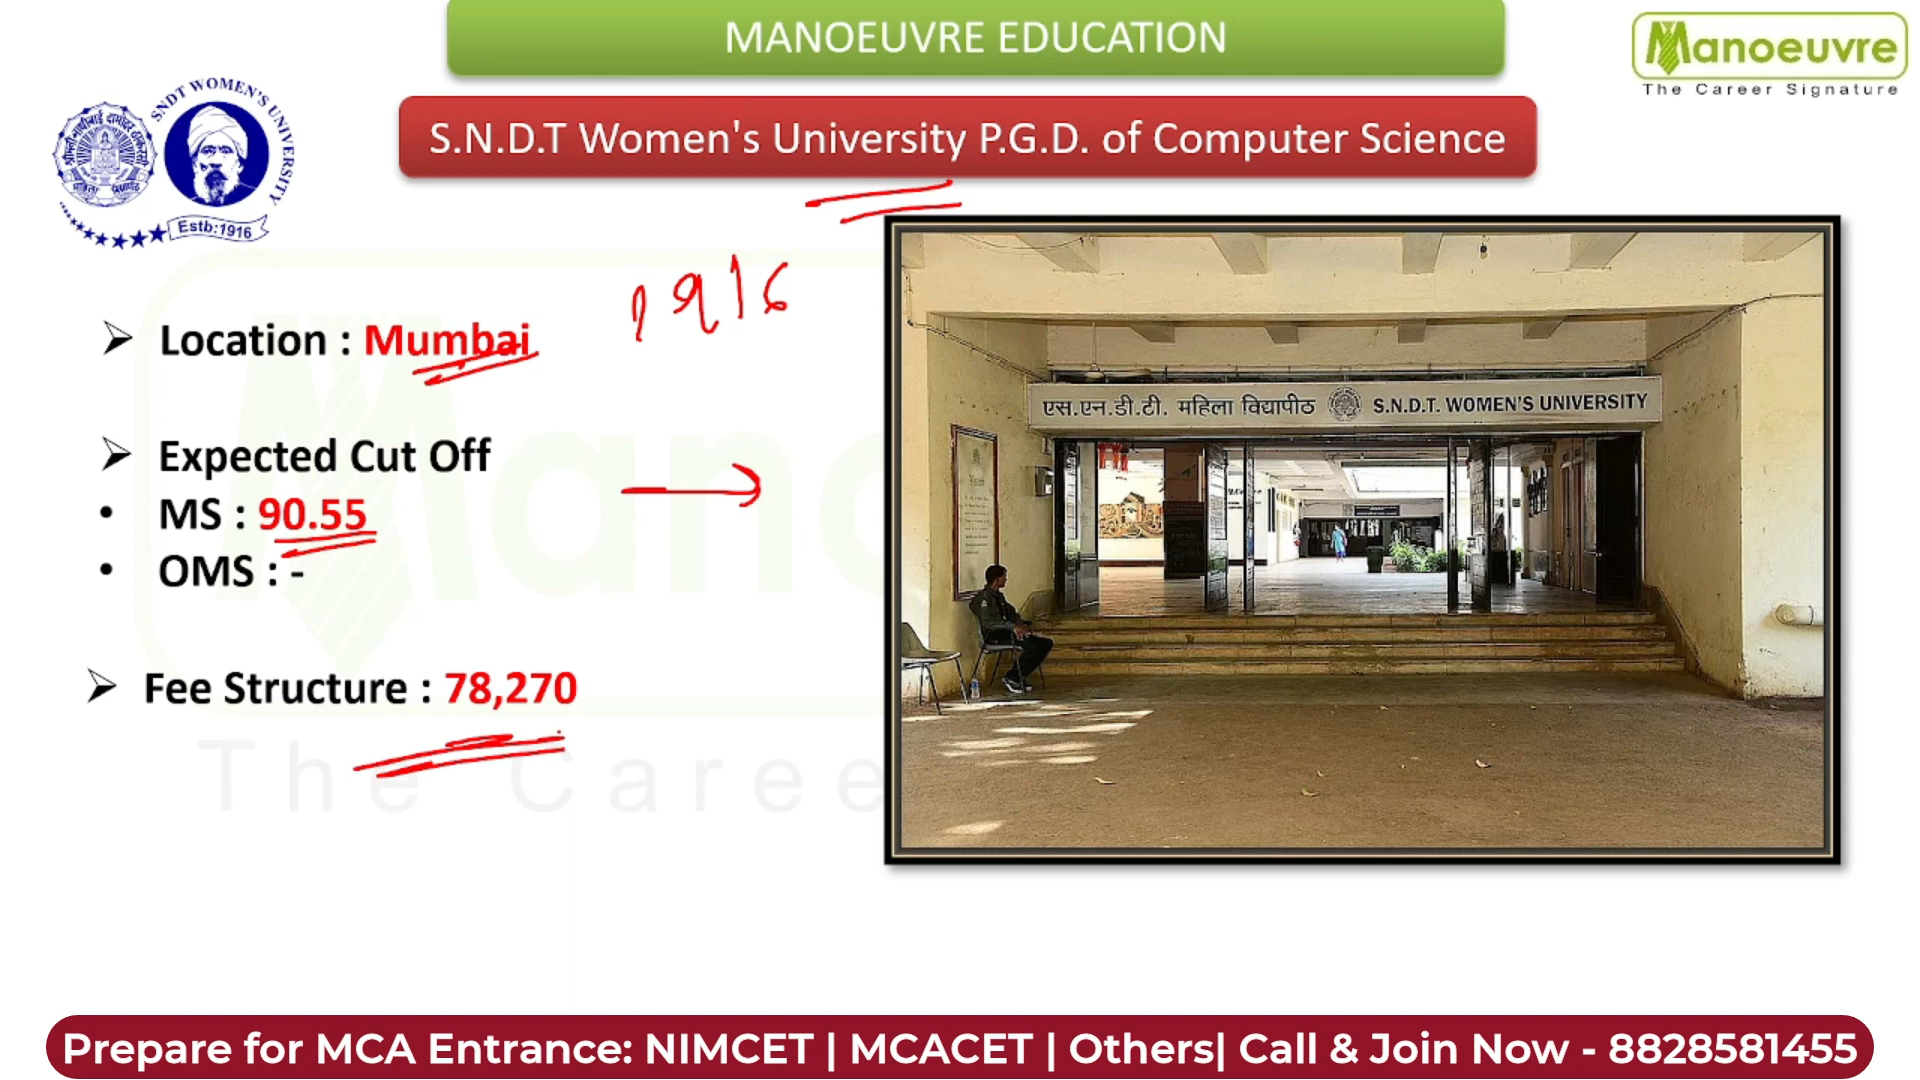 MANOEUVRE EDUCATION
Manoeuvre
The Career Signature
SNDT WOMEN'S UNIVERSITY
Estb:1916
S.N.D.T Women's University P.G.D. of Computer Science
1916
➢ Location : Mumbai
➢ Expected Cut Off
• MS : 90.55
• OMS : -
➢ Fee Structure : 78,270
एस.एन.डी.टी. महिला विद्यापीठ S.N.D.T. WOMEN'S UNIVERSITY
Mano
The Caree
Prepare for MCA Entrance: NIMCET | MCACET | Others| Call & Join Now - 8828581455